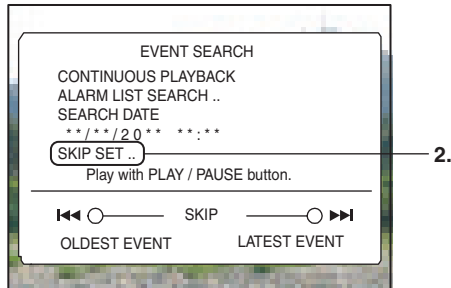 EVENT SEARCH
CONTINUOUS PLAYBACK
ALARM LIST SEARCH ..
SEARCH DATE
**/**/20** **:**
SKIP SET ..
2.
Play with PLAY / PAUSE button.
SKIP
OLDEST EVENT LATEST EVENT